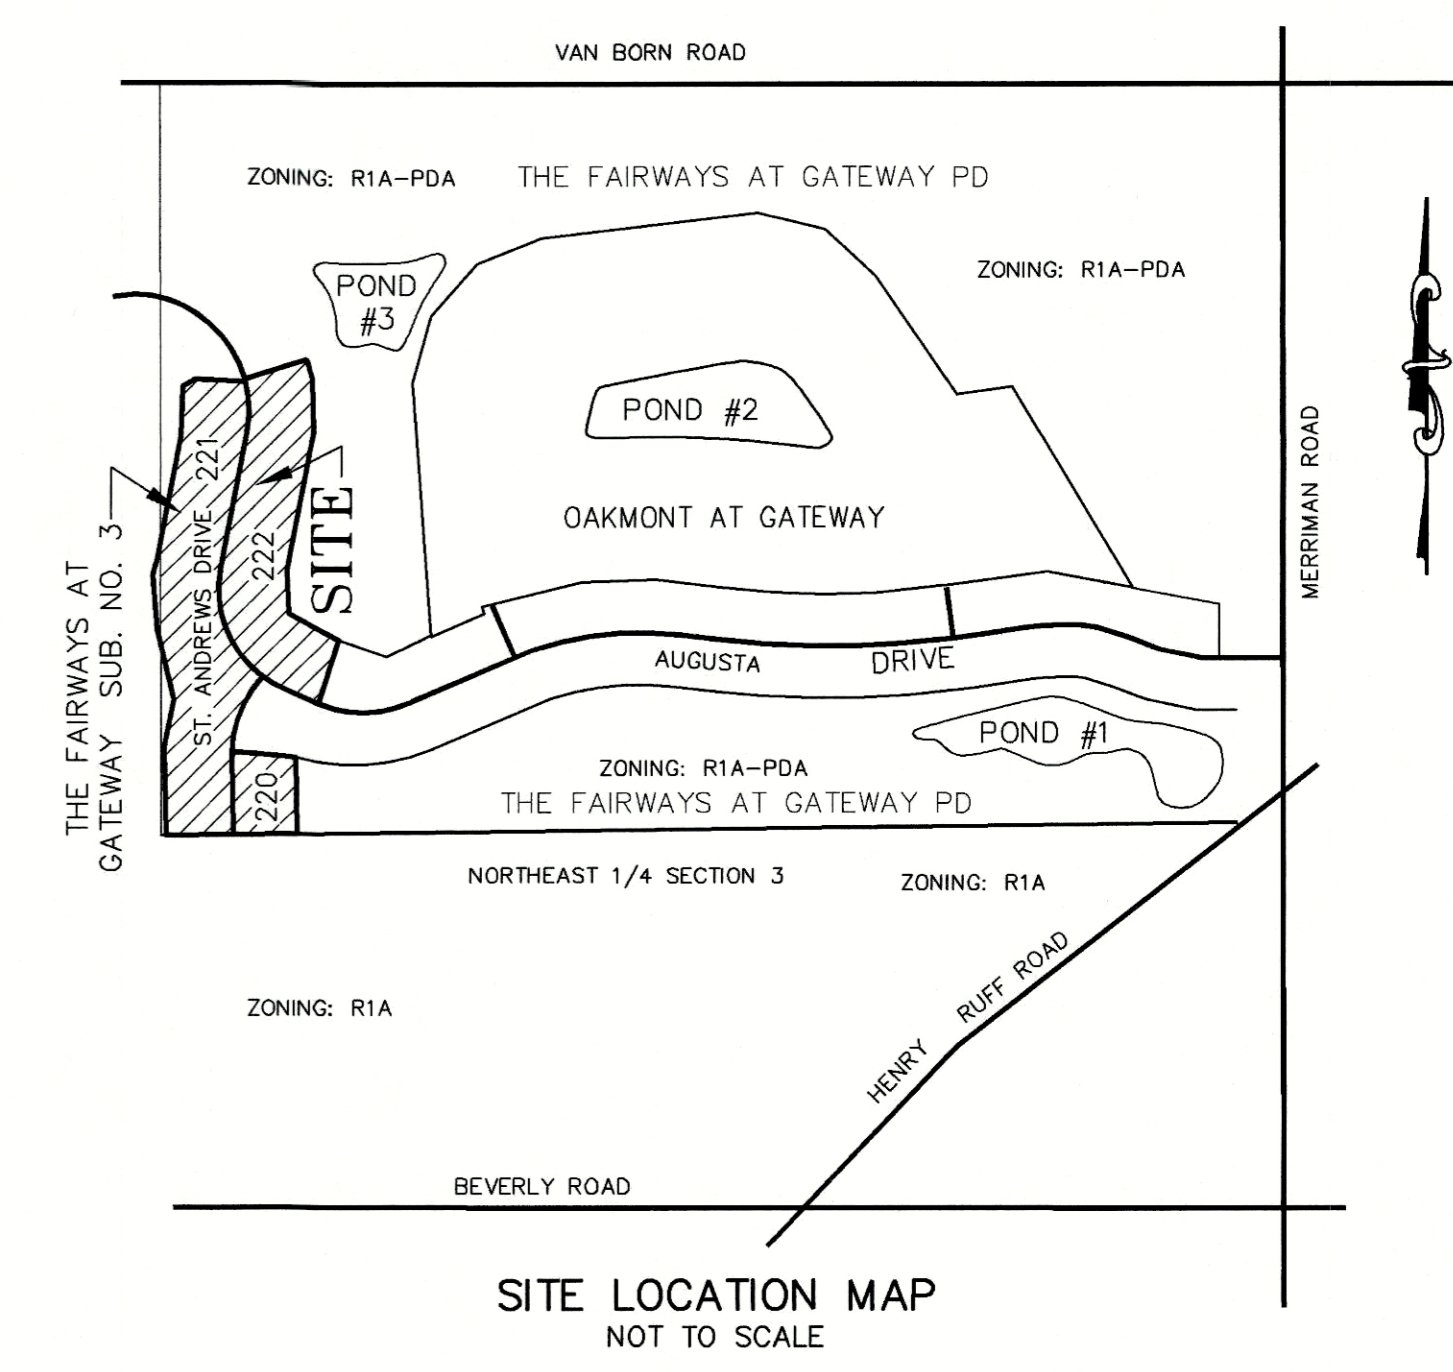 VAN BORN ROAD
ZONING: R1A-PDA
THE FAIRWAYS AT GATEWAY PD
ZONING: R1A-PDA
POND
#3
POND #2
OAKMONT AT GATEWAY
MERRIMAN ROAD
221
222
SITE
ST. ANDREWS DRIVE
THE FAIRWAYS AT
GATEWAY SUB. NO. 3
AUGUSTA DRIVE
POND #1
ZONING: R1A-PDA
THE FAIRWAYS AT GATEWAY PD
220
NORTHEAST 1/4 SECTION 3
ZONING: R1A
HENRY RUFF ROAD
ZONING: R1A
BEVERLY ROAD
SITE LOCATION MAP
NOT TO SCALE